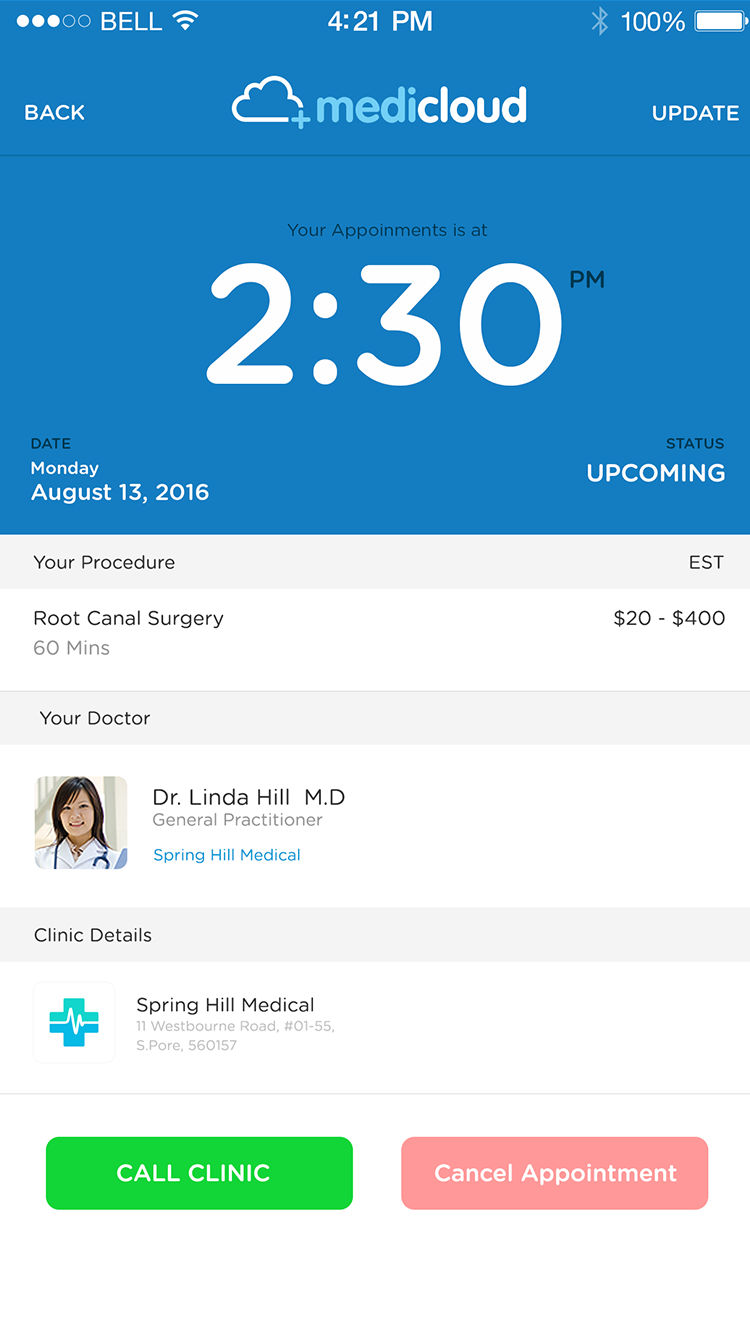 BELL 4:21 PM 100%
BACK medicloud UPDATE
Your Appoinments is at
2:30 PM
DATE STATUS
Monday
August 13, 2016 UPCOMING
Your Procedure EST
Root Canal Surgery $20 - $400
60 Mins
Your Doctor
Dr. Linda Hill M.D
General Practitioner
Spring Hill Medical
Clinic Details
Spring Hill Medical
11 Westbourne Road, #01-55,
S.Pore, 560157
CALL CLINIC Cancel Appointment